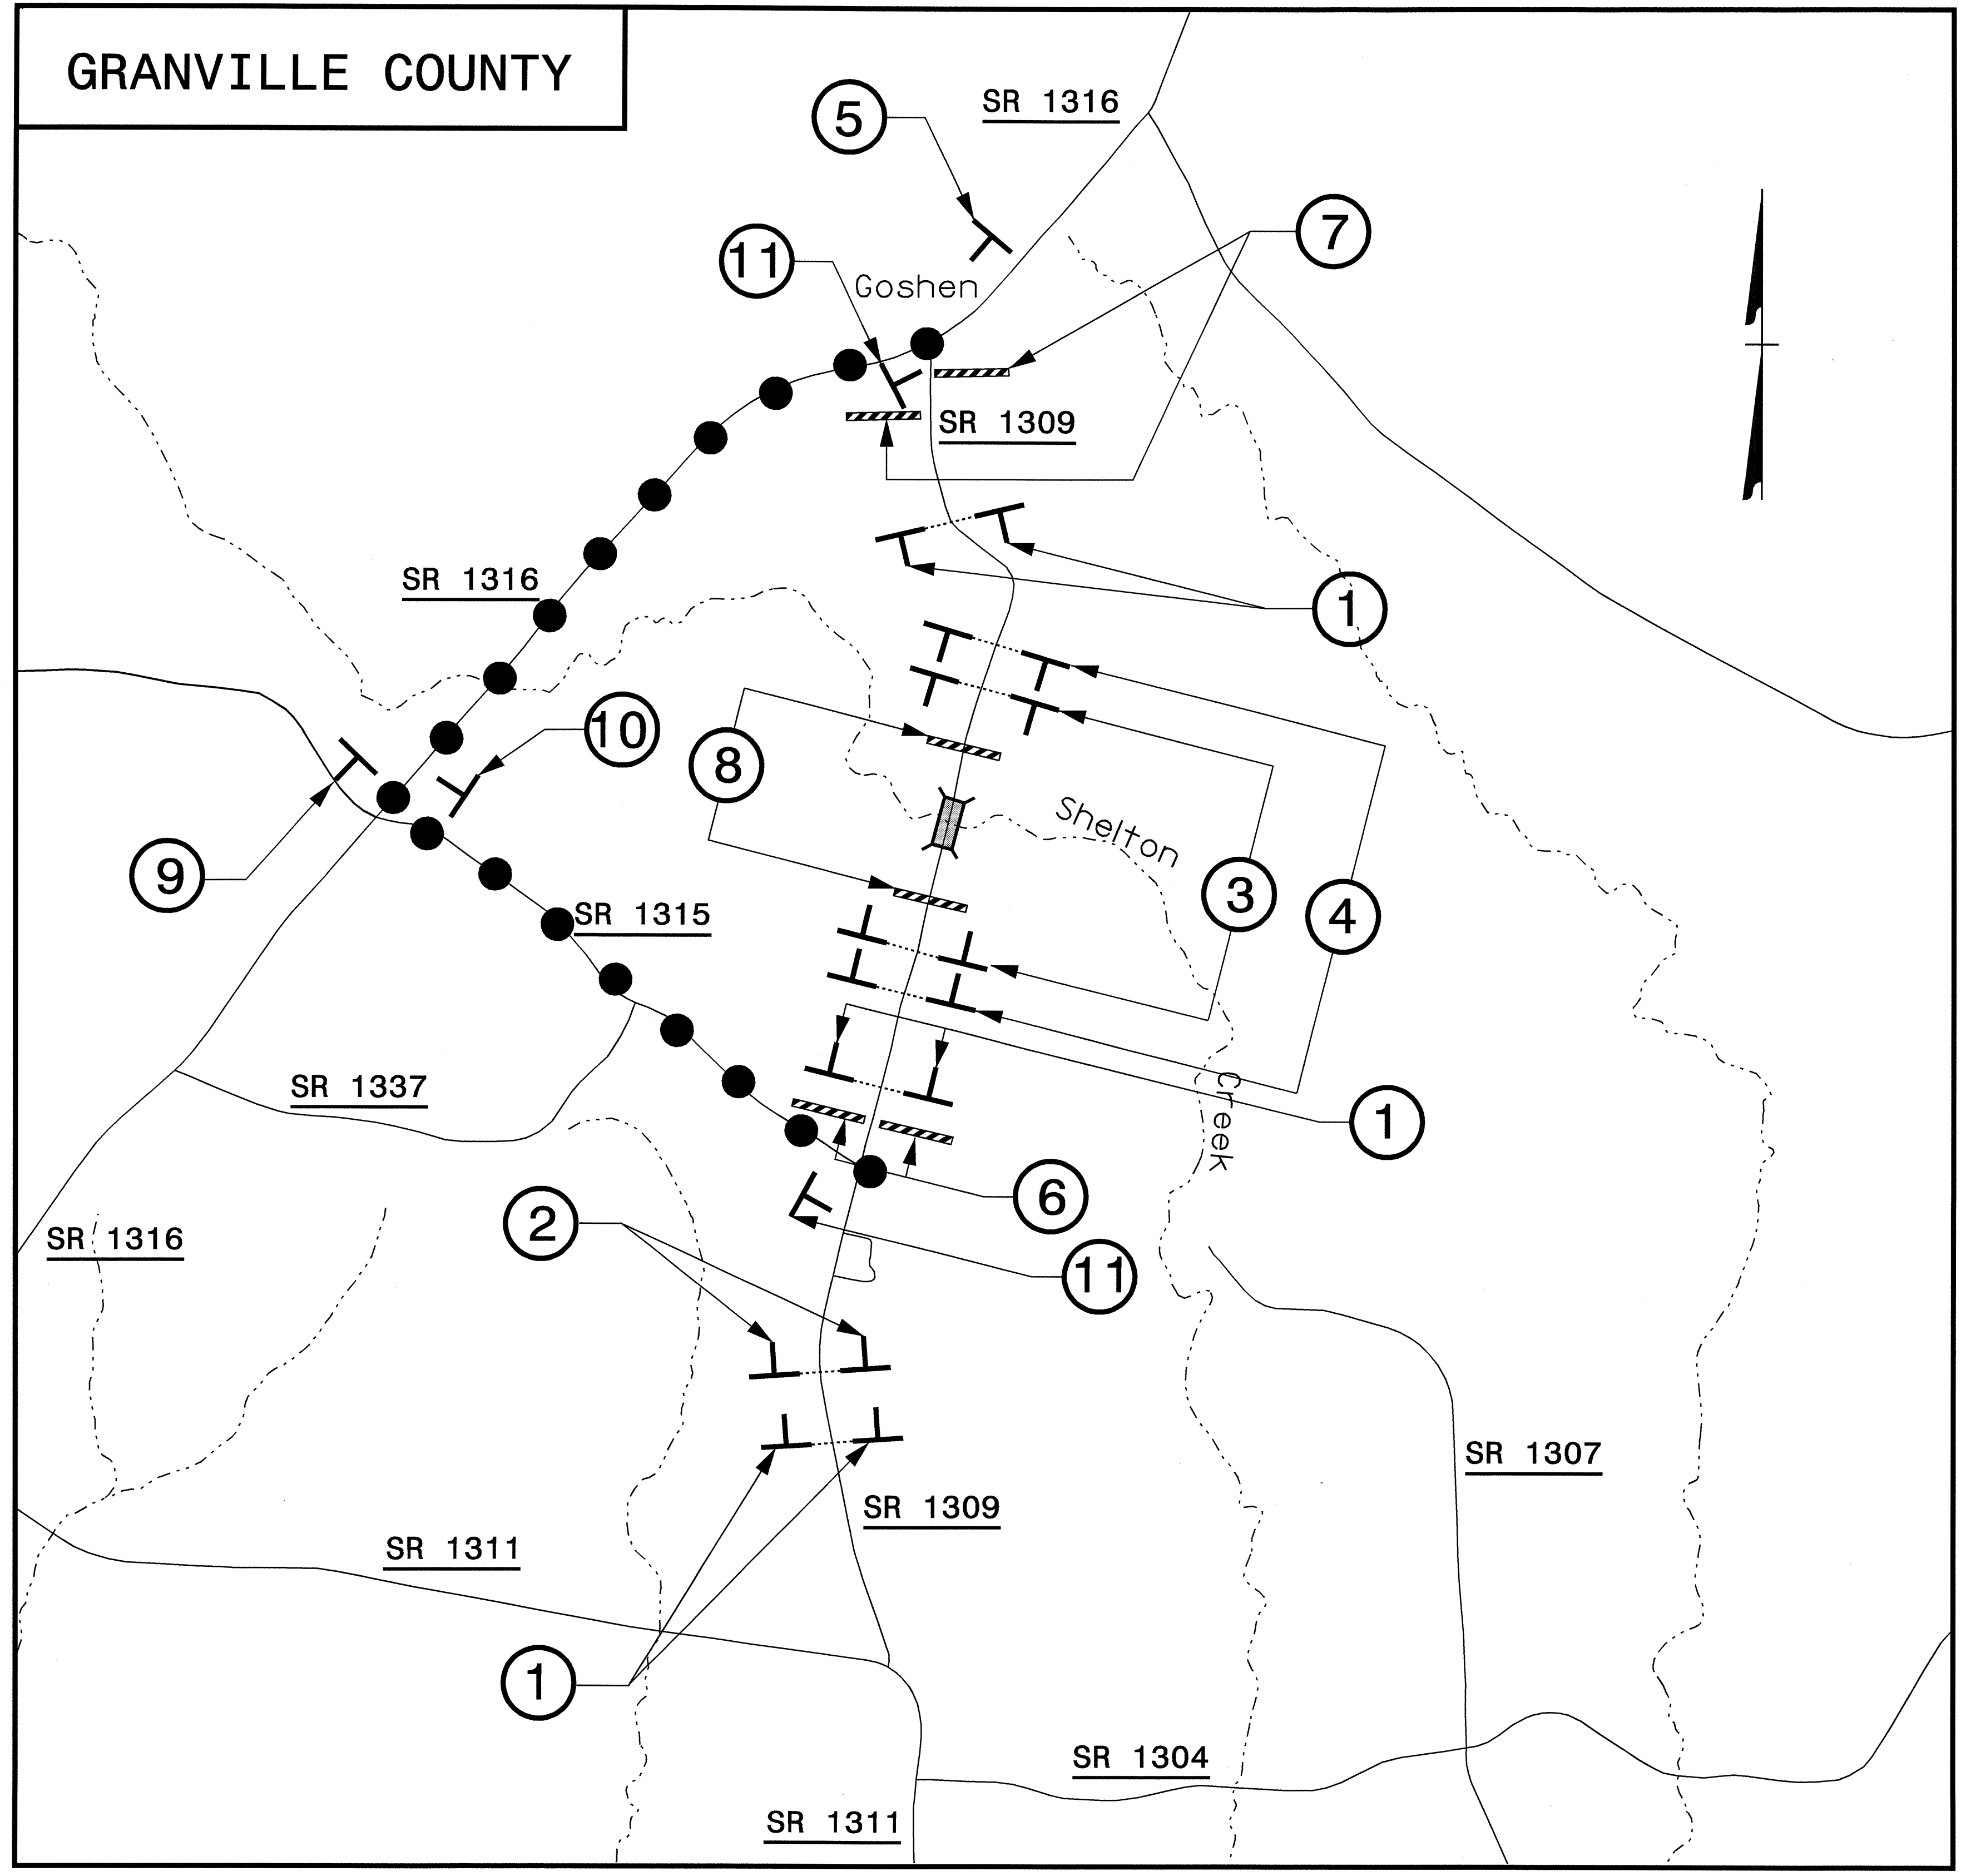 GRANVILLE COUNTY
SR 1316
5
7
11
Goshen
SR 1309
SR 1316
1
10
8
Shelton
9
3
4
SR 1315
SR 1337
Creek
1
6
2
SR 1316
11
SR 1307
SR 1309
SR 1311
1
SR 1304
SR 1311